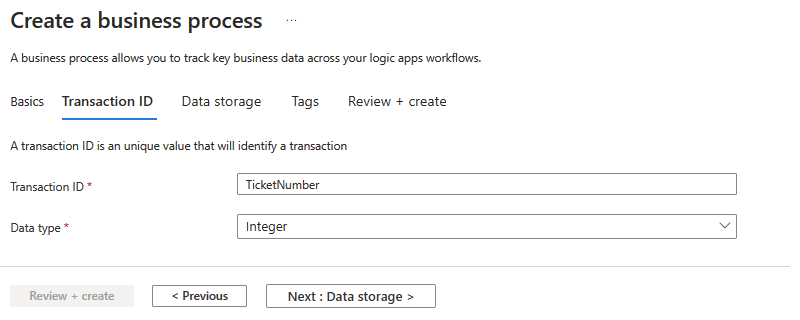 Create a business process ...
A business process allows you to track key business data across your logic apps workflows.
Basics Transaction ID Data storage Tags Review + create
A transaction ID is an unique value that will identify a transaction
Transaction ID * TicketNumber
Data type * Integer
Review + create < Previous Next : Data storage >